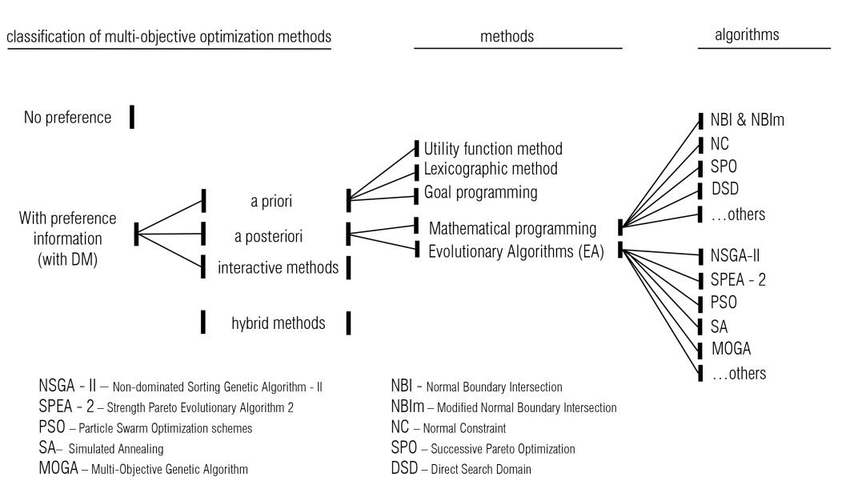 classification of multi-objective optimization methods
methods
algorithms
No preference
With preference
information
(with DM)
a priori
a posteriori
interactive methods
hybrid methods
Utility function method
Lexicographic method
Goal programming
Mathematical programming
Evolutionary Algorithms (EA)
NBI & NBIm
NC
SPO
DSD
...others
NSGA-II
SPEA - 2
PSO
SA
MOGA
...others
NSGA - II – Non-dominated Sorting Genetic Algorithm - II
SPEA - 2 – Strength Pareto Evolutionary Algorithm 2
PSO – Particle Swarm Optimization schemes
SA– Simulated Annealing
MOGA – Multi-Objective Genetic Algorithm
NBI - Normal Boundary Intersection
NBIm – Modified Normal Boundary Intersection
NC – Normal Constraint
SPO – Successive Pareto Optimization
DSD – Direct Search Domain